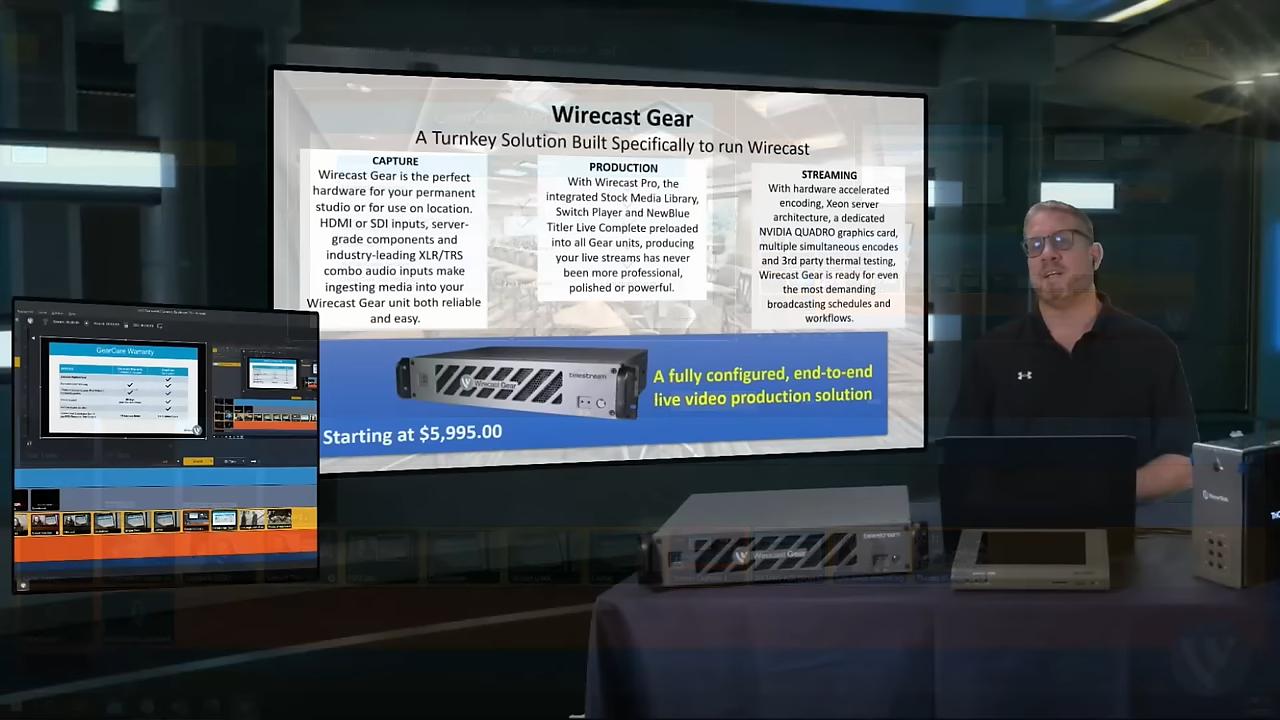 Wirecast Gear
A Turnkey Solution Built Specifically to run Wirecast
CAPTURE
Wirecast Gear is the perfect
hardware for your permanent
studio or for use on location.
HDMI or SDI inputs, server-
grade components and
industry-leading XLR/TRS
combo audio inputs make
ingesting media into your
Wirecast Gear unit both reliable
and easy.
PRODUCTION
With Wirecast Pro, the
integrated Stock Media Library,
Switch Player and NewBlue
Titler Live Complete preloaded
into all Gear units, producing
your live streams has never
been more professional,
polished or powerful.
STREAMING
With hardware accelerated
encoding, Xeon server
architecture, a dedicated
NVIDIA QUADRO graphics card,
multiple simultaneous encodes
and 3rd party thermal testing,
Wirecast Gear is ready for even
the most demanding
broadcasting schedules and
workflows.
Wirecast Gear
telestream
A fully configured, end-to-end
live video production solution
Starting at $5,995.00
GearCare Warranty
Wirecast Gear
telestream